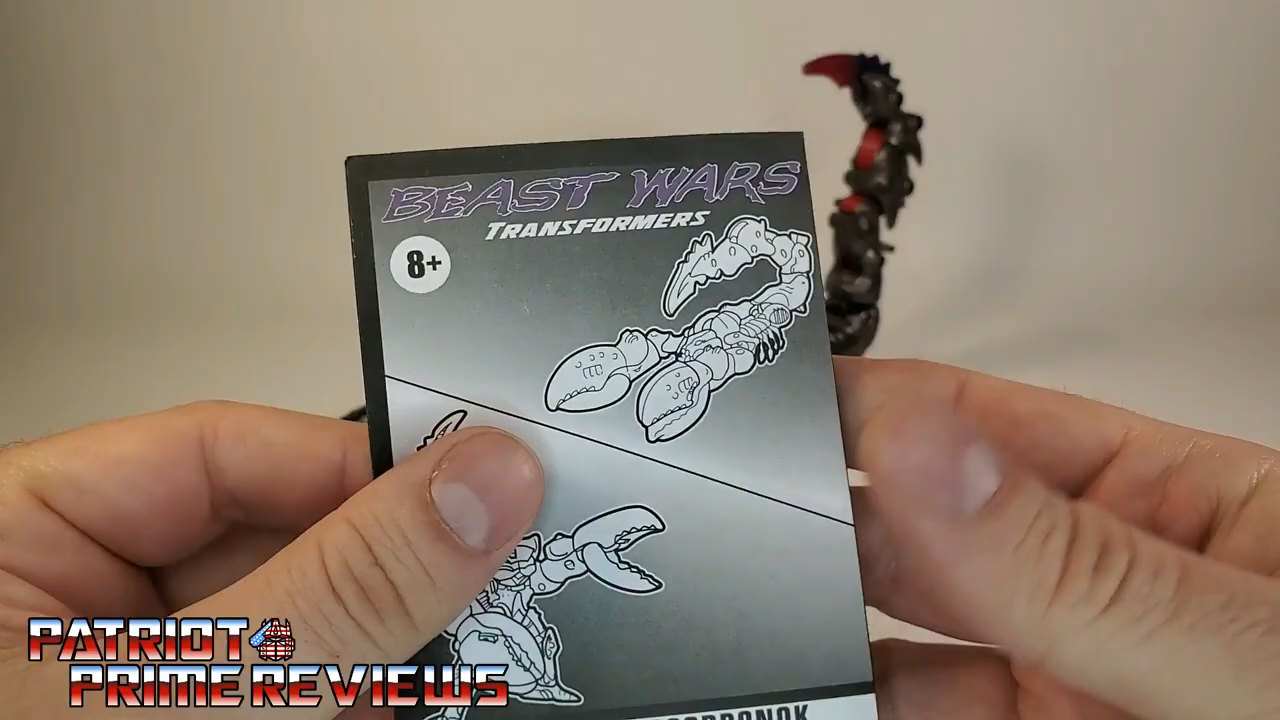 BEAST WARS
TRANSFORMERS
8+
PATRIOT
PRIME REVIEWS